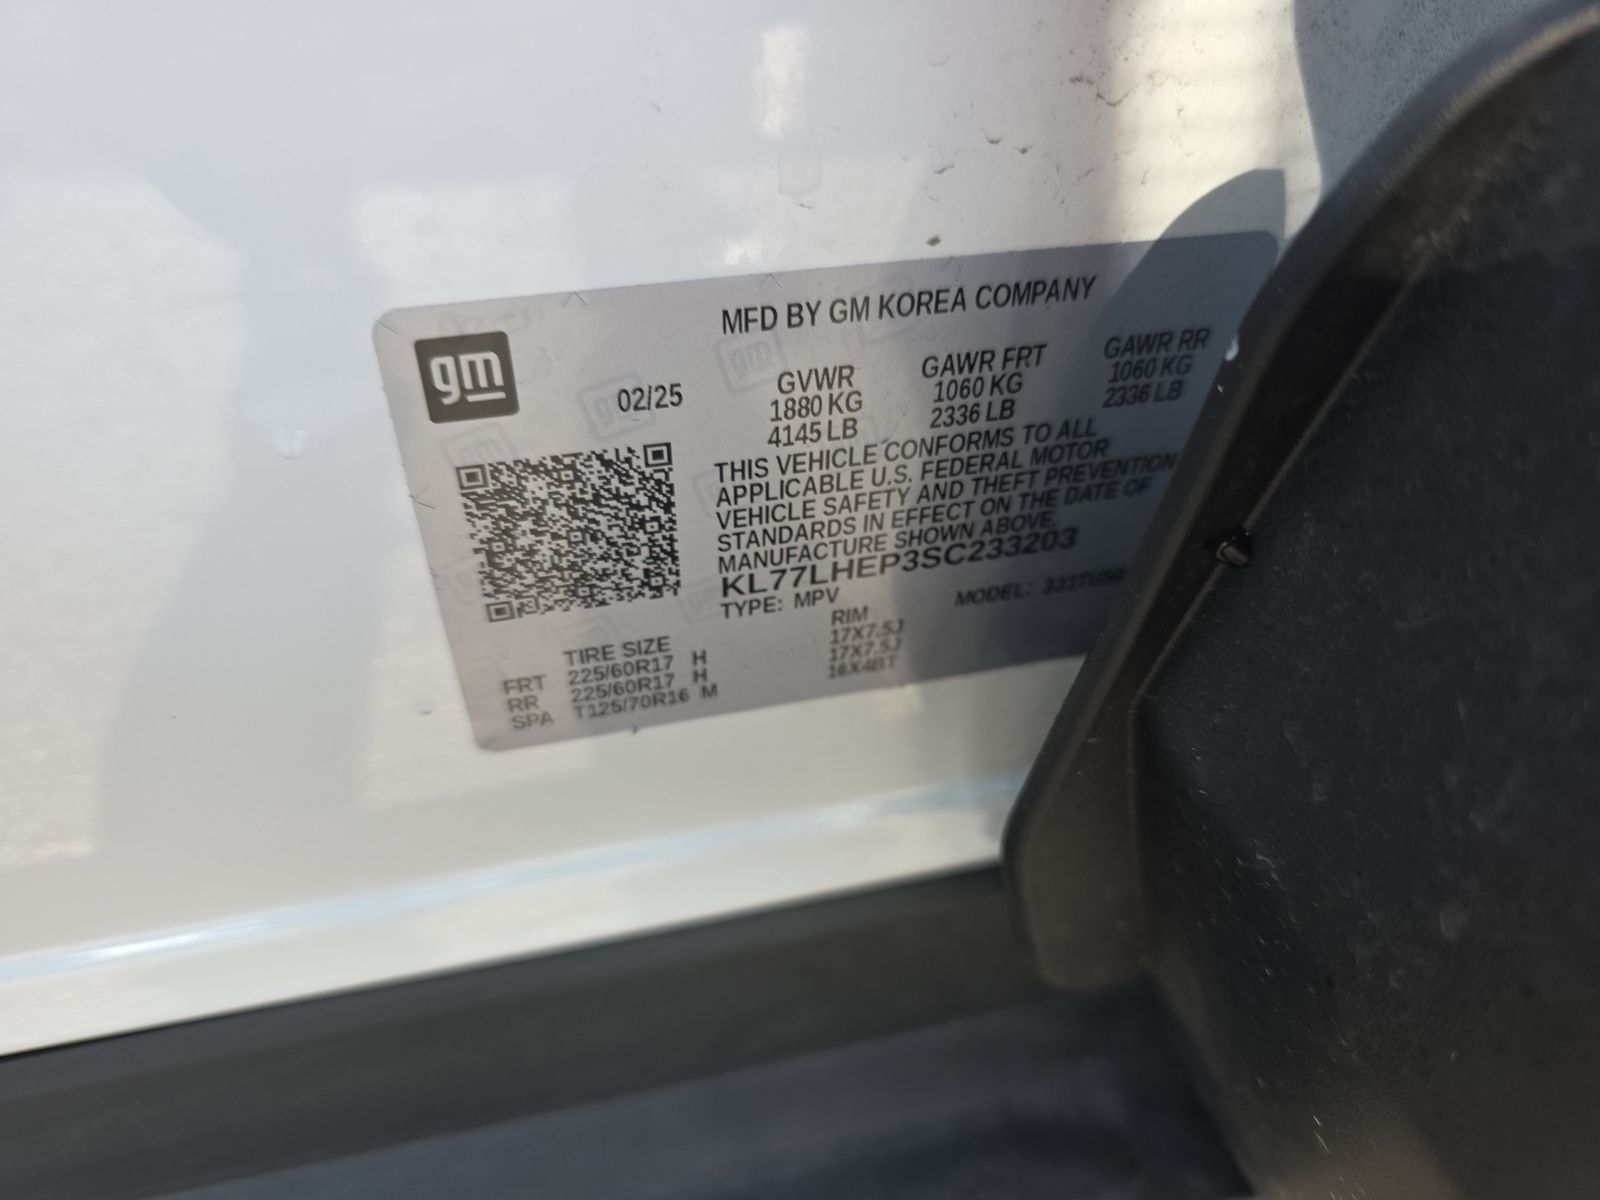 MFD BY GM KOREA COMPANY
gm
02/25
GVWR GAWR FRT GAWR RR
1880 KG 1060 KG 1060 KG
4145 LB 2336 LB 2336 LB
THIS VEHICLE CONFORMS TO ALL
APPLICABLE U.S. FEDERAL MOTOR
VEHICLE SAFETY AND THEFT PREVENTION
STANDARDS IN EFFECT ON THE DATE OF
MANUFACTURE SHOWN ABOVE.
KL77LHEP3SC233203
TYPE: MPV MODEL:
TIRE SIZE RIM
FRT 225/60R17 H 17X7.5J
RR 225/60R17 H 17X7.5J
SPA T125/70R16 M 16X4BT